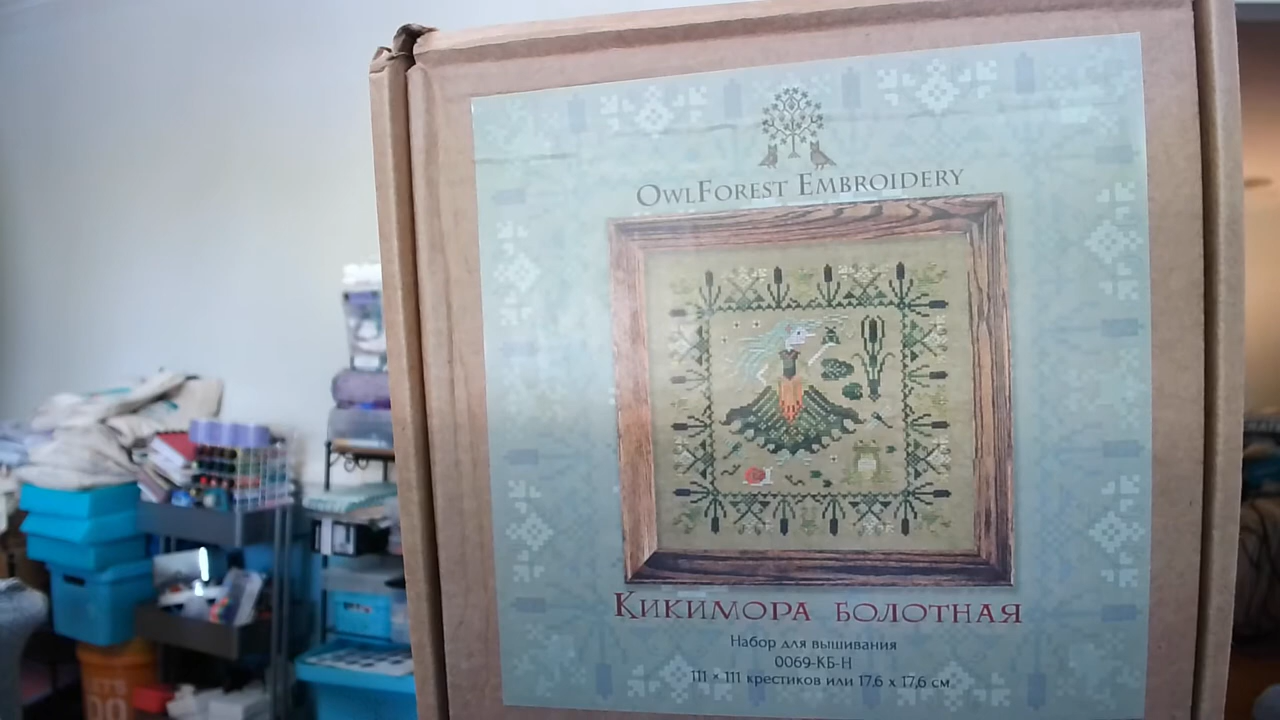 OwlForest Embroidery
Кикимора болотная
Набор для вышивания
0069-КБ-Н
111 × 111 крестиков или 17,6 x 17,6 см